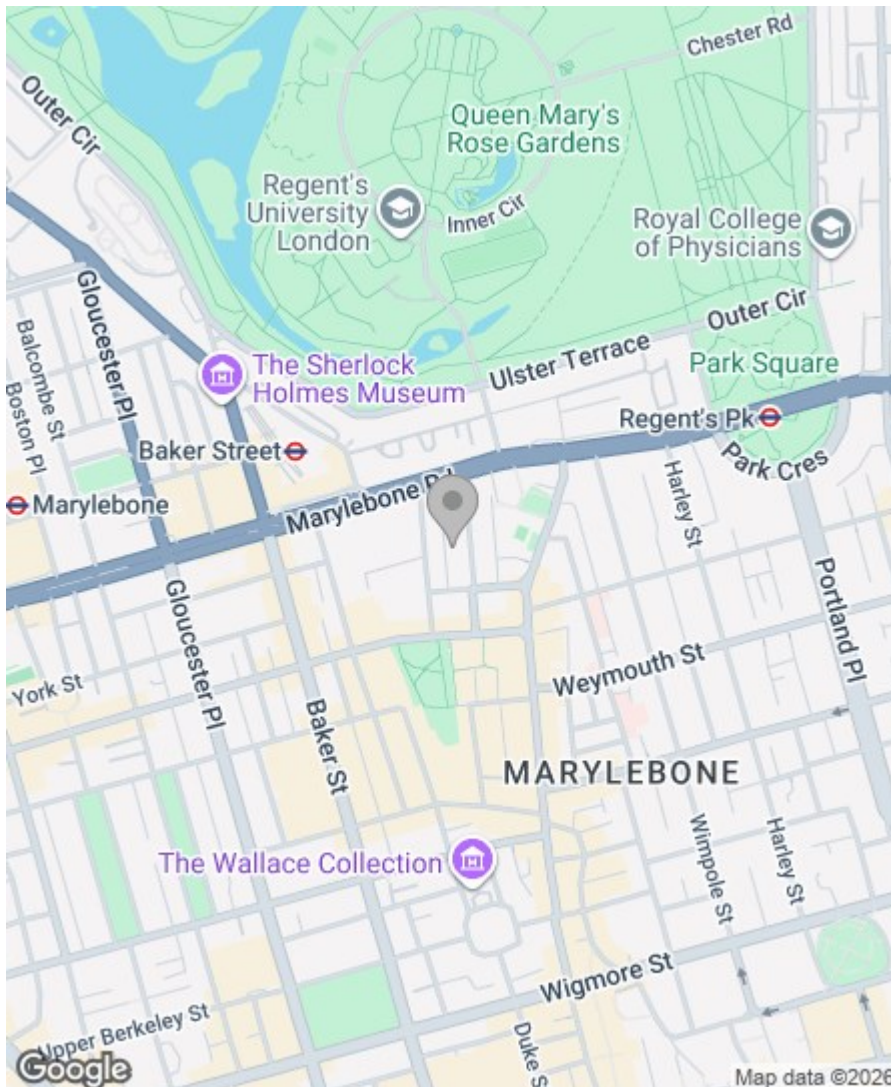 Chester Rd
Outer Cir
Queen Mary's
Rose Gardens
Regent's
University
London
Inner Cir
Royal College
of Physicians
Gloucester Pl
Balcombe St
Boston Pl
Outer Cir
Ulster Terrace
Park Square
The Sherlock
Holmes Museum
Regent's Pk
Baker Street
Park Cres
Harley St
Marylebone
Marylebone Rd
Gloucester Pl
Portland Pl
Weymouth St
York St
Baker St
MARYLEBONE
Wimpole St
Harley St
The Wallace Collection
Wigmore St
Upper Berkeley St
Duke S
Google
Map data ©2026